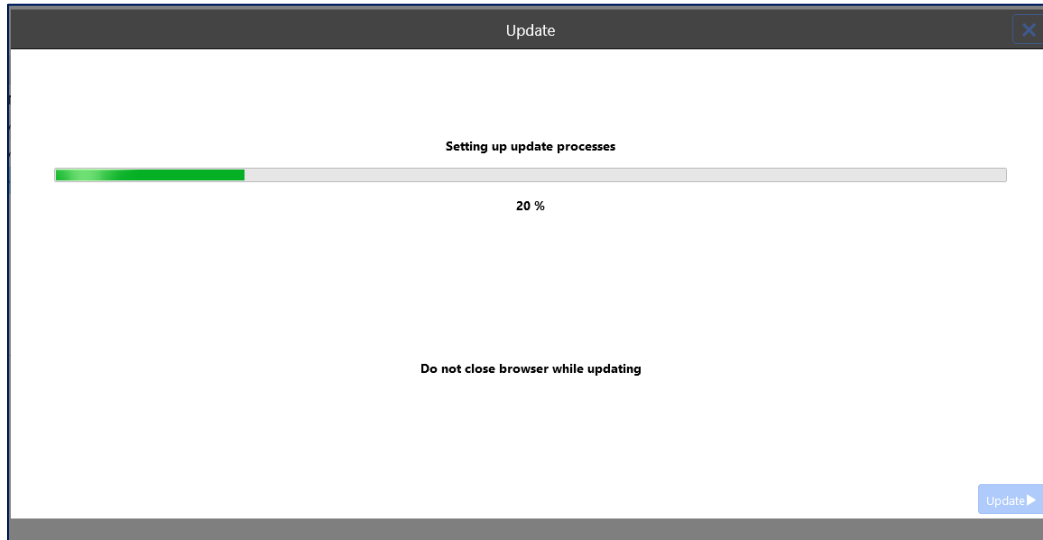 Update
Setting up update processes
20 %
Do not close browser while updating
Update